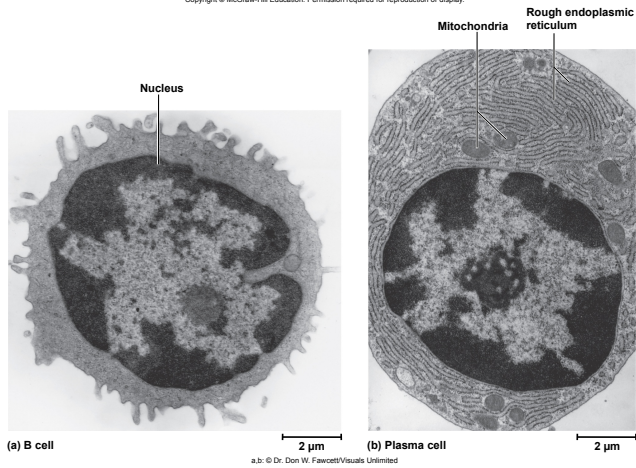 Copyright © McGraw-Hill Education. Permission required for reproduction or display.
Rough endoplasmic
reticulum
Mitochondria
Nucleus
(a) B cell
2 µm
(b) Plasma cell
2 µm
a,b: © Dr. Don W. Fawcett/Visuals Unlimited